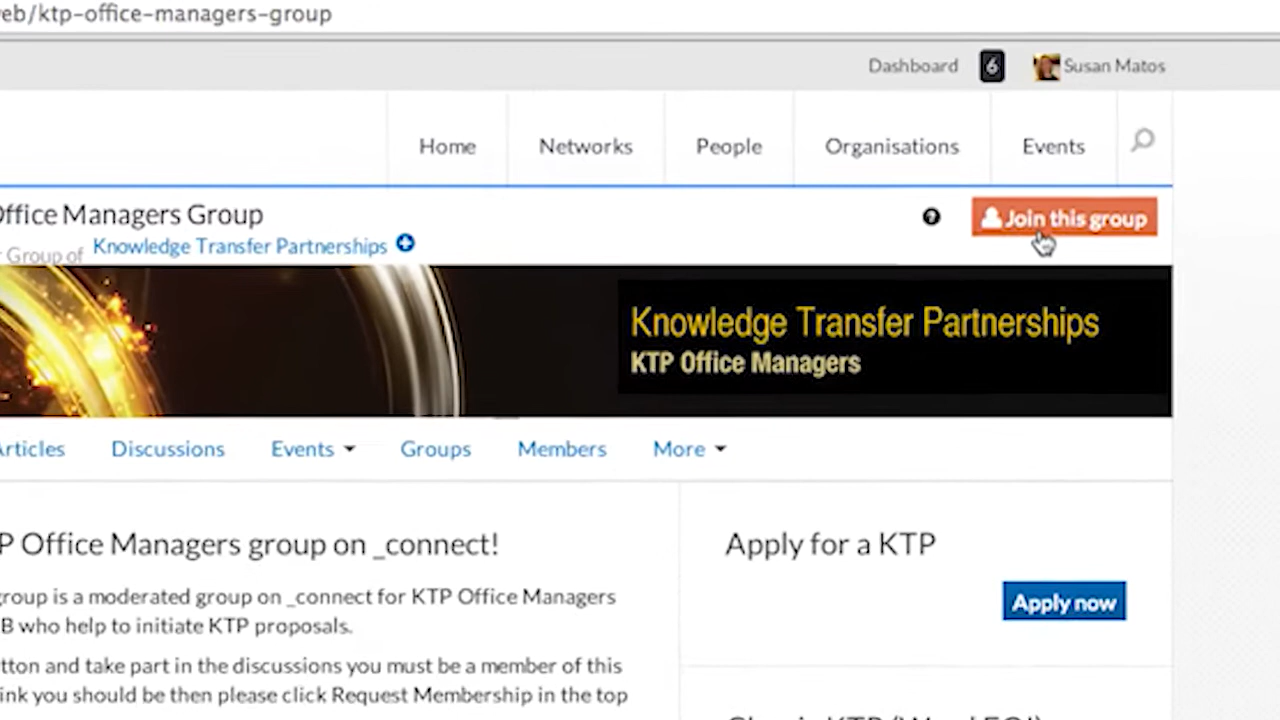 eb/ktp-office-managers-group
Dashboard 6 Susan Matos
Home Networks People Organisations Events
Office Managers Group
Join this group
Group of Knowledge Transfer Partnerships
Knowledge Transfer Partnerships
KTP Office Managers
Articles Discussions Events Groups Members More
P Office Managers group on _connect!
group is a moderated group on _connect for KTP Office Managers
B who help to initiate KTP proposals.
tton and take part in the discussions you must be a member of this
ink you should be then please click Request Membership in the top
Apply for a KTP
Apply now